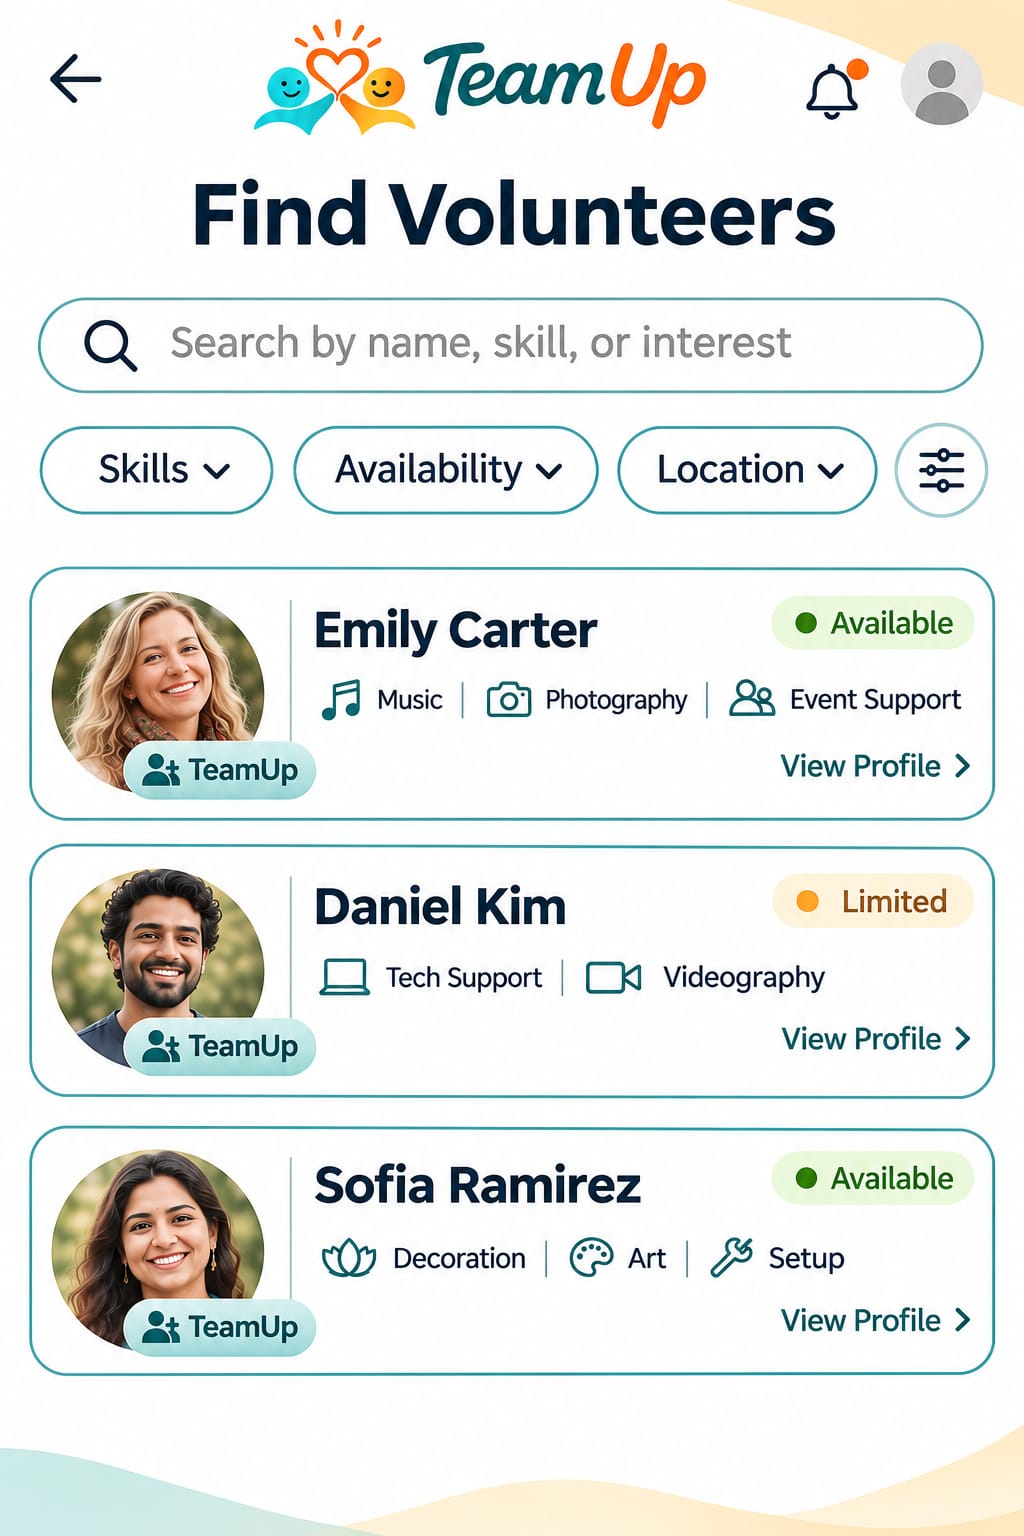 TeamUp
Find Volunteers
Search by name, skill, or interest
Skills
Availability
Location
Emily Carter
Available
Music
Photography
Event Support
TeamUp
View Profile
Daniel Kim
Limited
Tech Support
Videography
TeamUp
View Profile
Sofia Ramirez
Available
Decoration
Art
Setup
TeamUp
View Profile